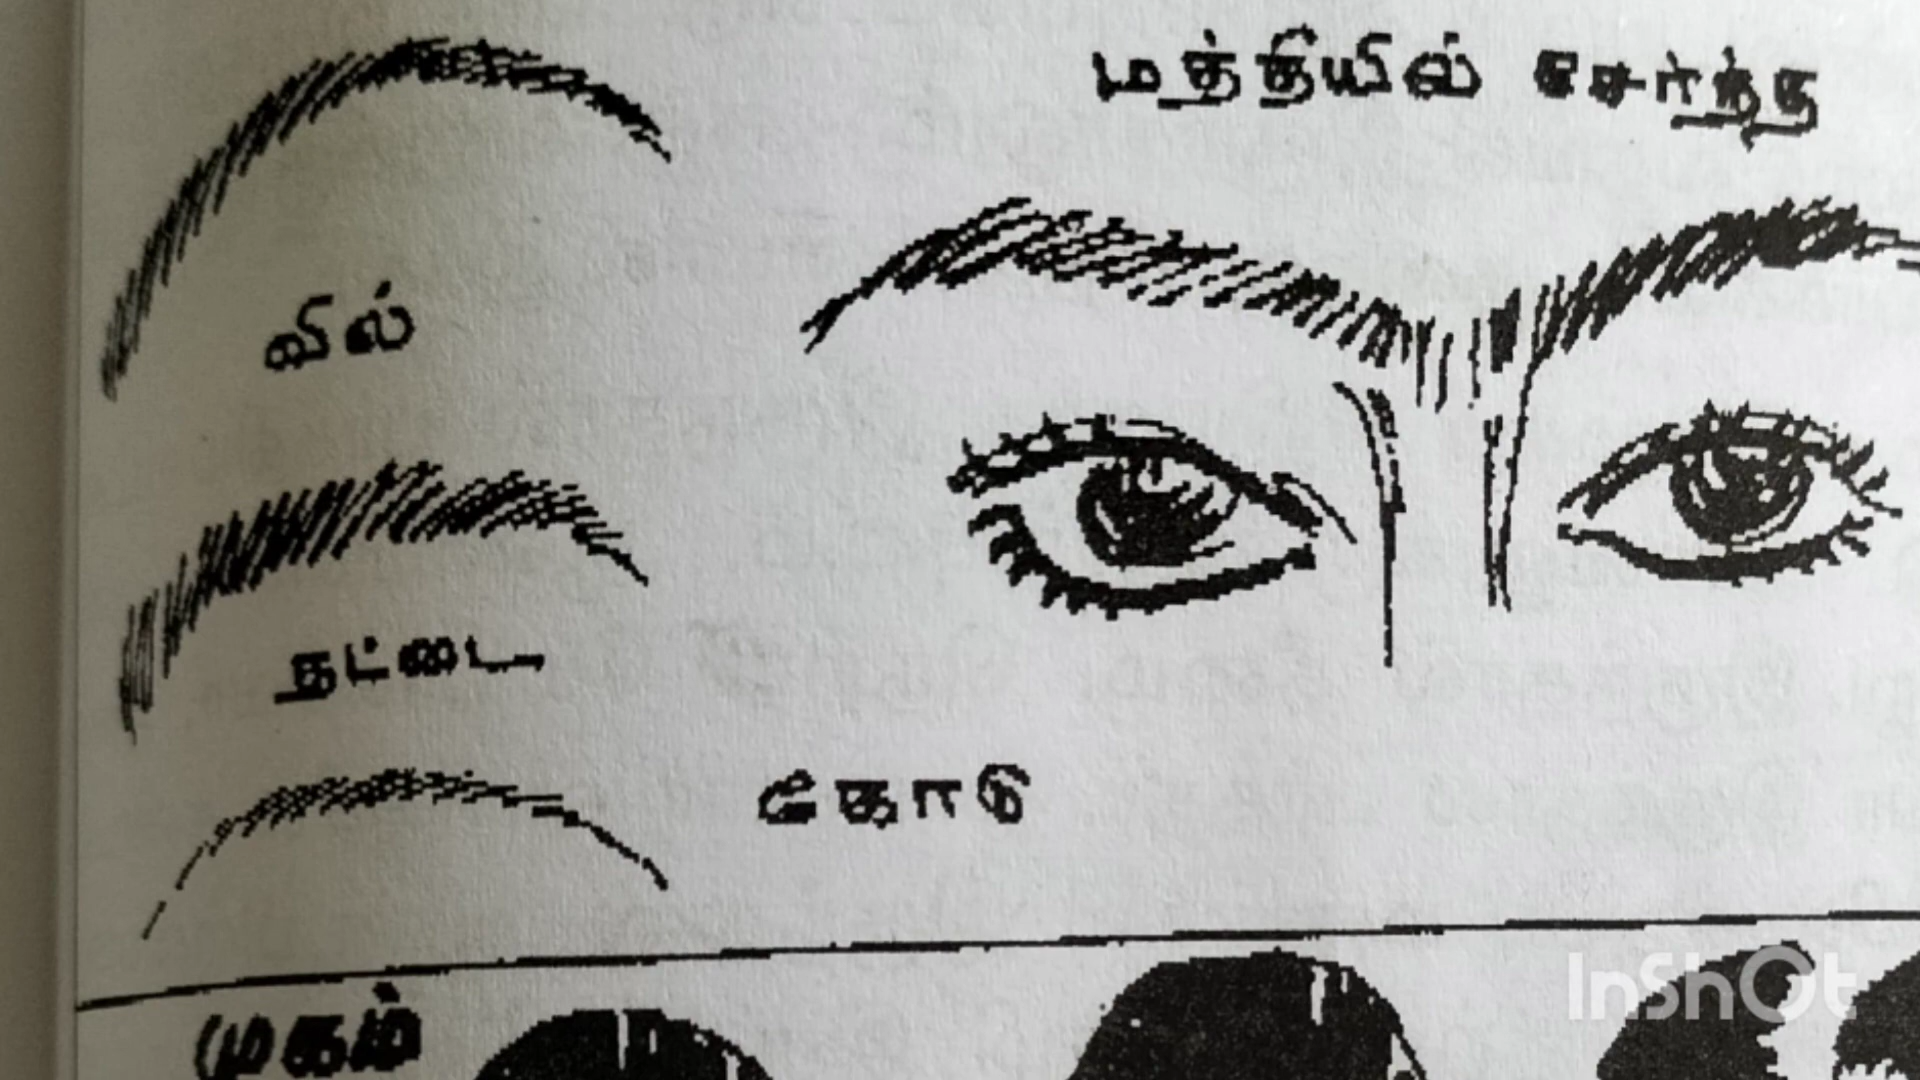 மத்தியில் சேர்ந்த
வில்
தட்டை
கோடு
முகம்
InShOt